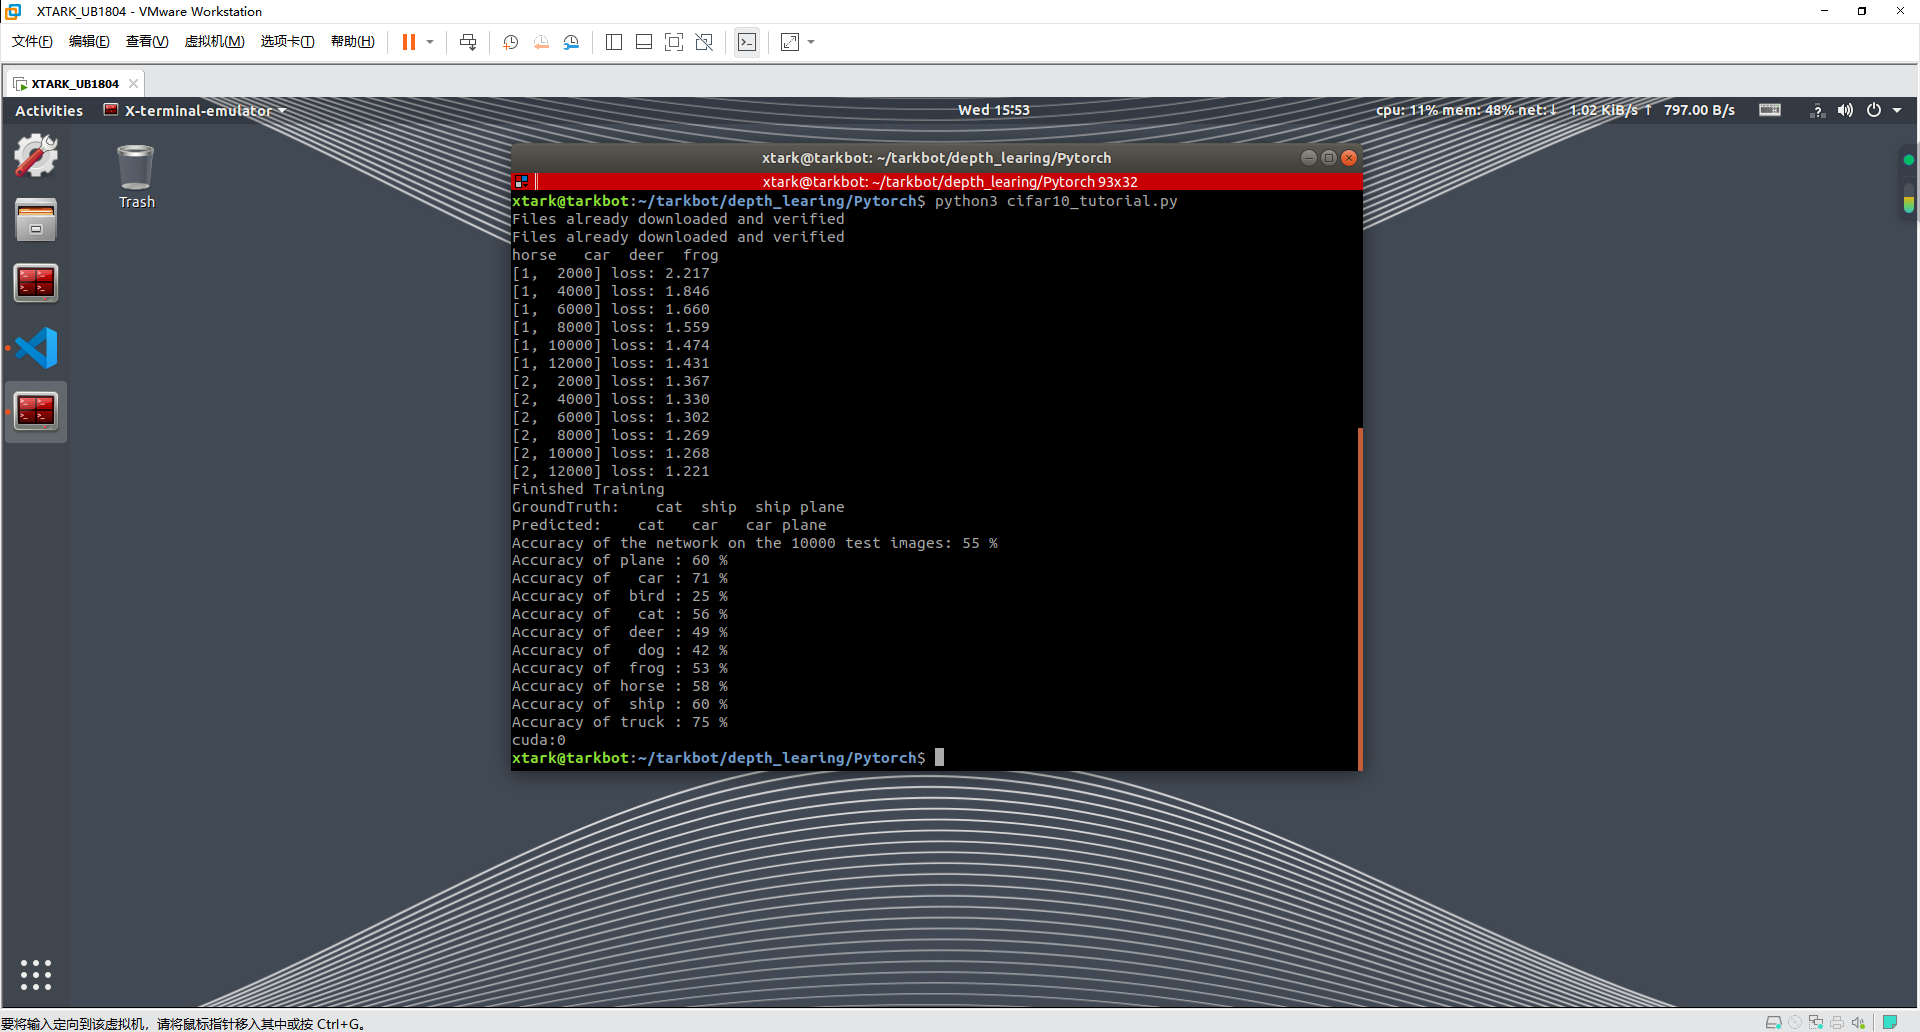 XTARK_UB1804 - VMware Workstation
文件(F) 编辑(E) 查看(V) 虚拟机(M) 选项卡(T) 帮助(H)
XTARK_UB1804
Activities X-terminal-emulator Wed 15:53 cpu: 11% mem: 48% net:↓ 1.02 KiB/s ↑ 797.00 B/s
Trash
xtark@tarkbot: ~/tarkbot/depth_learing/Pytorch
xtark@tarkbot: ~/tarkbot/depth_learing/Pytorch 93x32
xtark@tarkbot:~/tarkbot/depth_learing/Pytorch$ python3 cifar10_tutorial.py
Files already downloaded and verified
Files already downloaded and verified
horse   car  deer  frog
[1,  2000] loss: 2.217
[1,  4000] loss: 1.846
[1,  6000] loss: 1.660
[1,  8000] loss: 1.559
[1, 10000] loss: 1.474
[1, 12000] loss: 1.431
[2,  2000] loss: 1.367
[2,  4000] loss: 1.330
[2,  6000] loss: 1.302
[2,  8000] loss: 1.269
[2, 10000] loss: 1.268
[2, 12000] loss: 1.221
Finished Training
GroundTruth:    cat  ship  ship plane
Predicted:    cat   car   car plane
Accuracy of the network on the 10000 test images: 55 %
Accuracy of plane : 60 %
Accuracy of   car : 71 %
Accuracy of  bird : 25 %
Accuracy of   cat : 56 %
Accuracy of  deer : 49 %
Accuracy of   dog : 42 %
Accuracy of  frog : 53 %
Accuracy of horse : 58 %
Accuracy of  ship : 60 %
Accuracy of truck : 75 %
cuda:0
xtark@tarkbot:~/tarkbot/depth_learing/Pytorch$
要将输入定向到该虚拟机，请将鼠标指针移入其中或按 Ctrl+G。